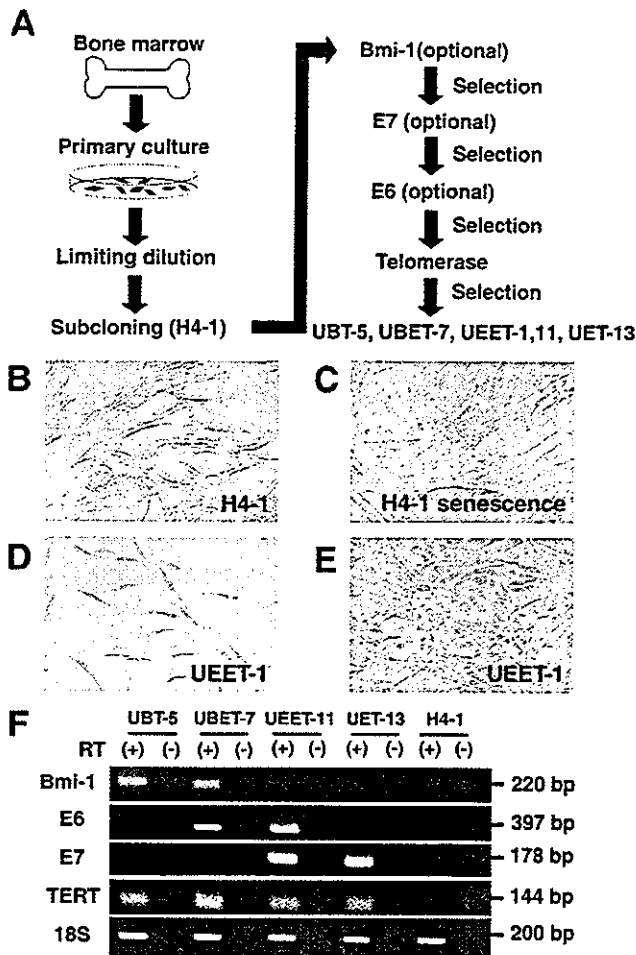 A
Bone marrow
Primary culture
Limiting dilution
Subcloning (H4-1)
Bmi-1(optional)
Selection
E7 (optional)
Selection
E6 (optional)
Selection
Telomerase
Selection
UBT-5, UBET-7, UEET-1,11, UET-13
B
H4-1
C
H4-1 senescence
D
UEET-1
E
UEET-1
F
UBT-5 UBET-7 UEET-11 UET-13 H4-1
RT (+) (-) (+) (-) (+) (-) (+) (-) (+) (-)
Bmi-1 220 bp
E6 397 bp
E7 178 bp
TERT 144 bp
18S 200 bp